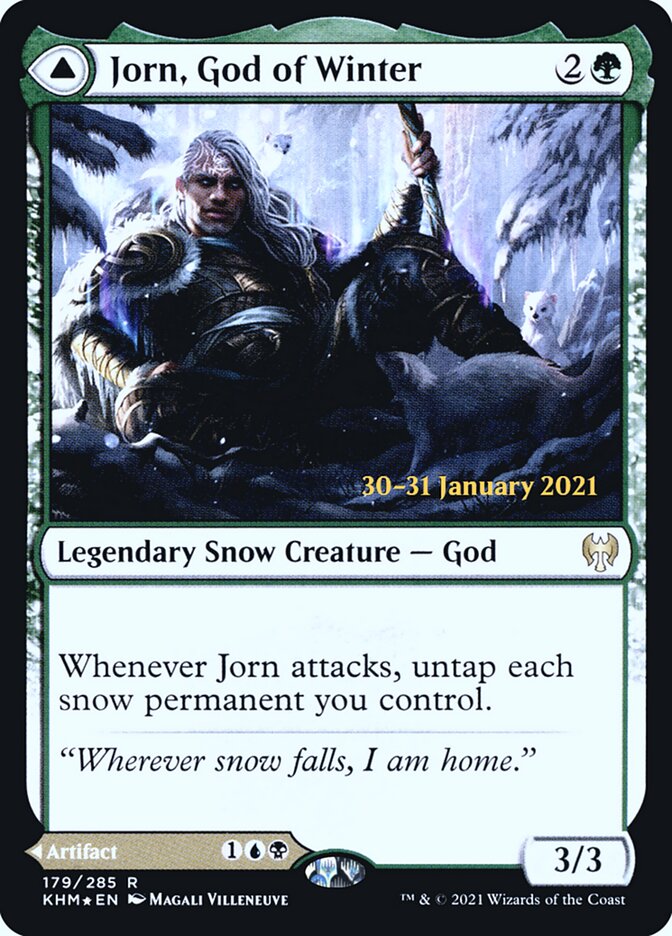 Jorn, God of Winter 2
30–31 January 2021
Legendary Snow Creature — God
Whenever Jorn attacks, untap each
snow permanent you control.
“Wherever snow falls, I am home.”
Artifact 1
3/3
179/285 R
KHM★EN Magali Villeneuve
™ & © 2021 Wizards of the Coast